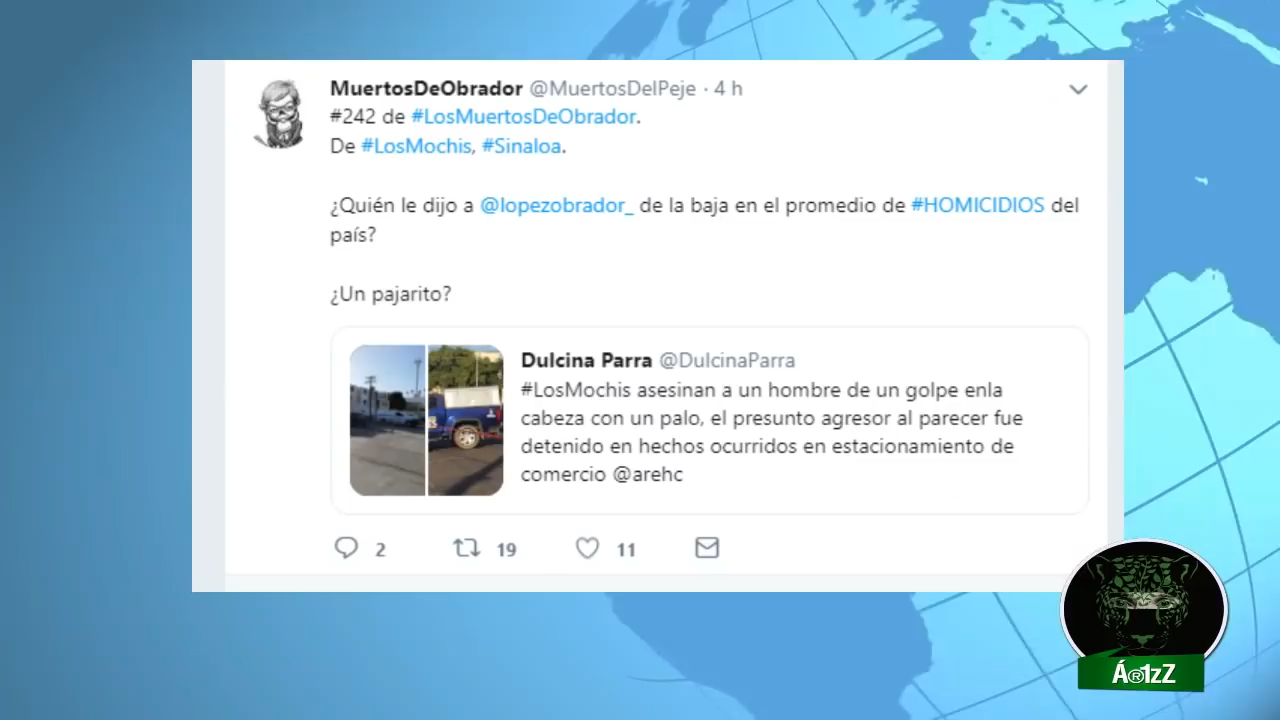 MuertosDeObrador @MuertosDelPeje · 4 h
#242 de #LosMuertosDeObrador.
De #LosMochis, #Sinaloa.
¿Quién le dijo a @lopezobrador_ de la baja en el promedio de #HOMICIDIOS del
país?
¿Un pajarito?
Dulcina Parra @DulcinaParra
#LosMochis asesinan a un hombre de un golpe enla
cabeza con un palo, el presunto agresor al parecer fue
detenido en hechos ocurridos en estacionamiento de
comercio @arehc
2 19 11
Á®1zZ